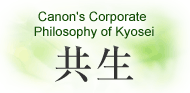 Canon's Corporate
Philosophy of Kyosei
共生